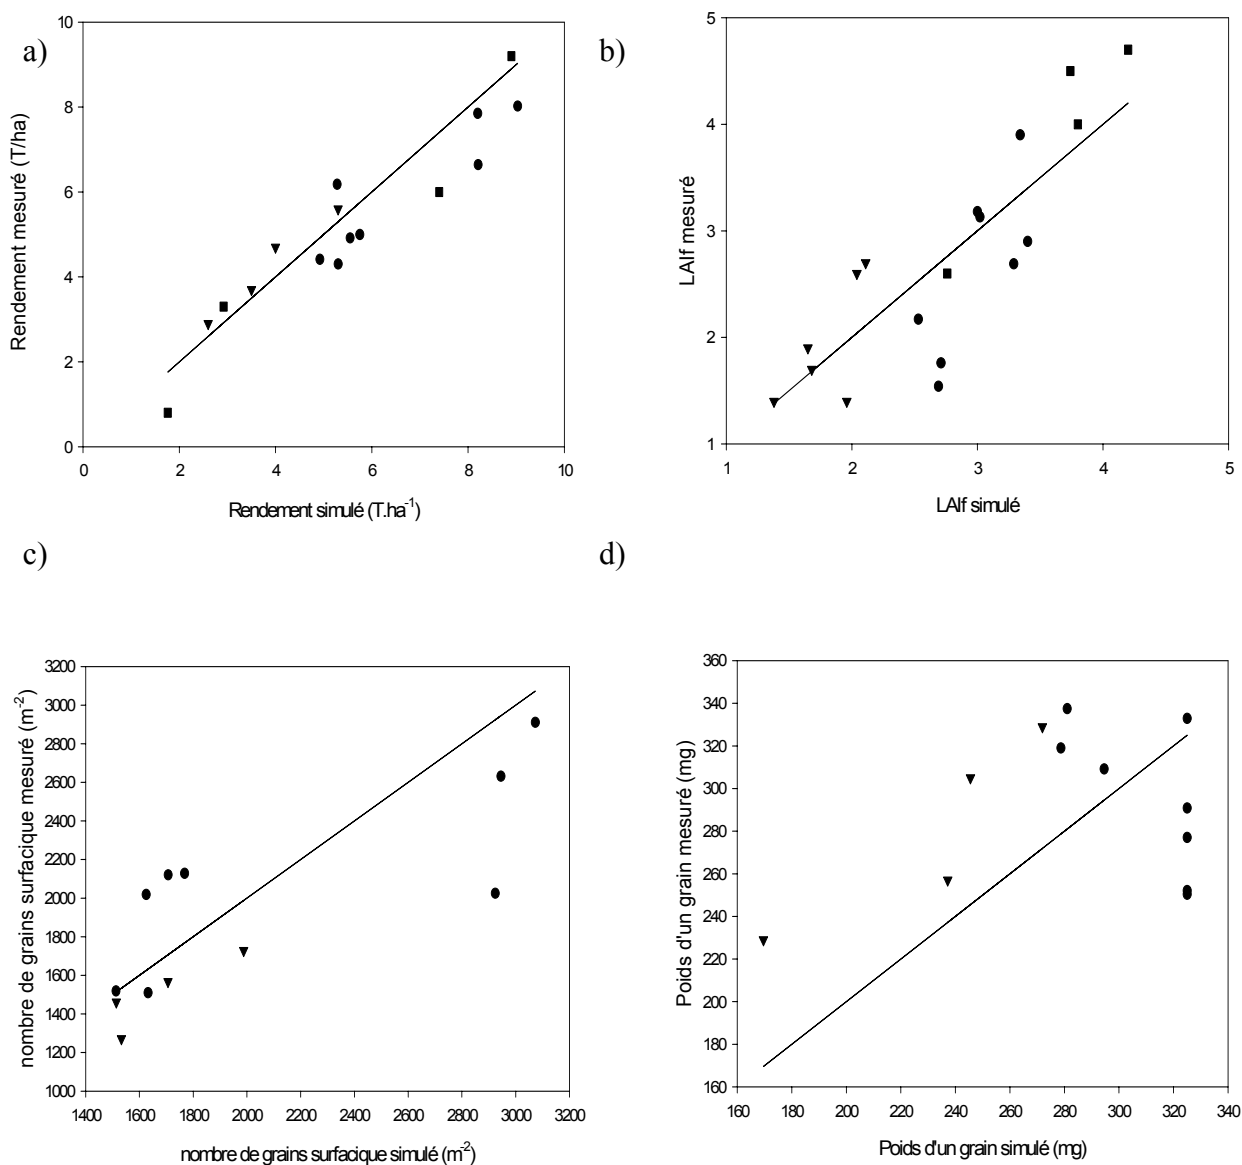 a)
Rendement mesuré (T/ha)
10
8
6
4
2
0
0 2 4 6 8 10
Rendement simulé (T.ha-1)
b)
LAIf mesuré
5
4
3
2
1
1 2 3 4 5
LAIf simulé
c)
nombre de grains surfacique mesuré (m-2)
3200
3000
2800
2600
2400
2200
2000
1800
1600
1400
1200
1000
1400 1600 1800 2000 2200 2400 2600 2800 3000 3200
nombre de grains surfacique simulé (m-2)
d)
Poids d'un grain mesuré (mg)
360
340
320
300
280
260
240
220
200
180
160
160 180 200 220 240 260 280 300 320 340
Poids d'un grain simulé (mg)